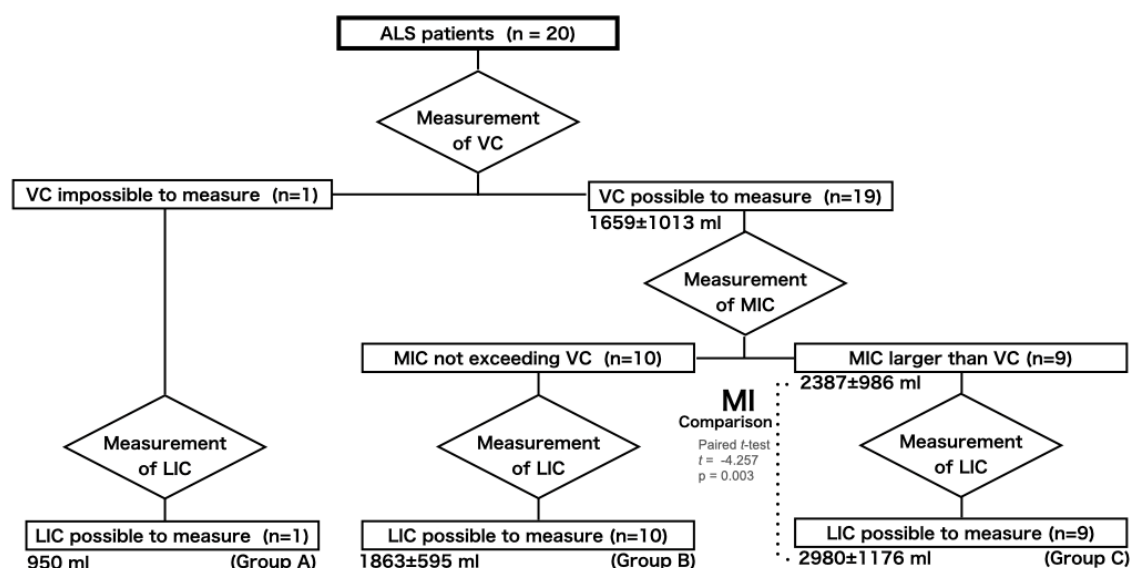 ALS patients (n = 20)
Measurement
of VC
VC impossible to measure (n=1)
VC possible to measure (n=19)
1659±1013 ml
Measurement
of MIC
MIC not exceeding VC (n=10)
MIC larger than VC (n=9)
2387±986 ml
MI
Comparison
Paired t-test
t = -4.257
p = 0.003
Measurement
of LIC
Measurement
of LIC
Measurement
of LIC
LIC possible to measure (n=1)
950 ml (Group A)
LIC possible to measure (n=10)
1863±595 ml (Group B)
LIC possible to measure (n=9)
2980±1176 ml (Group C)